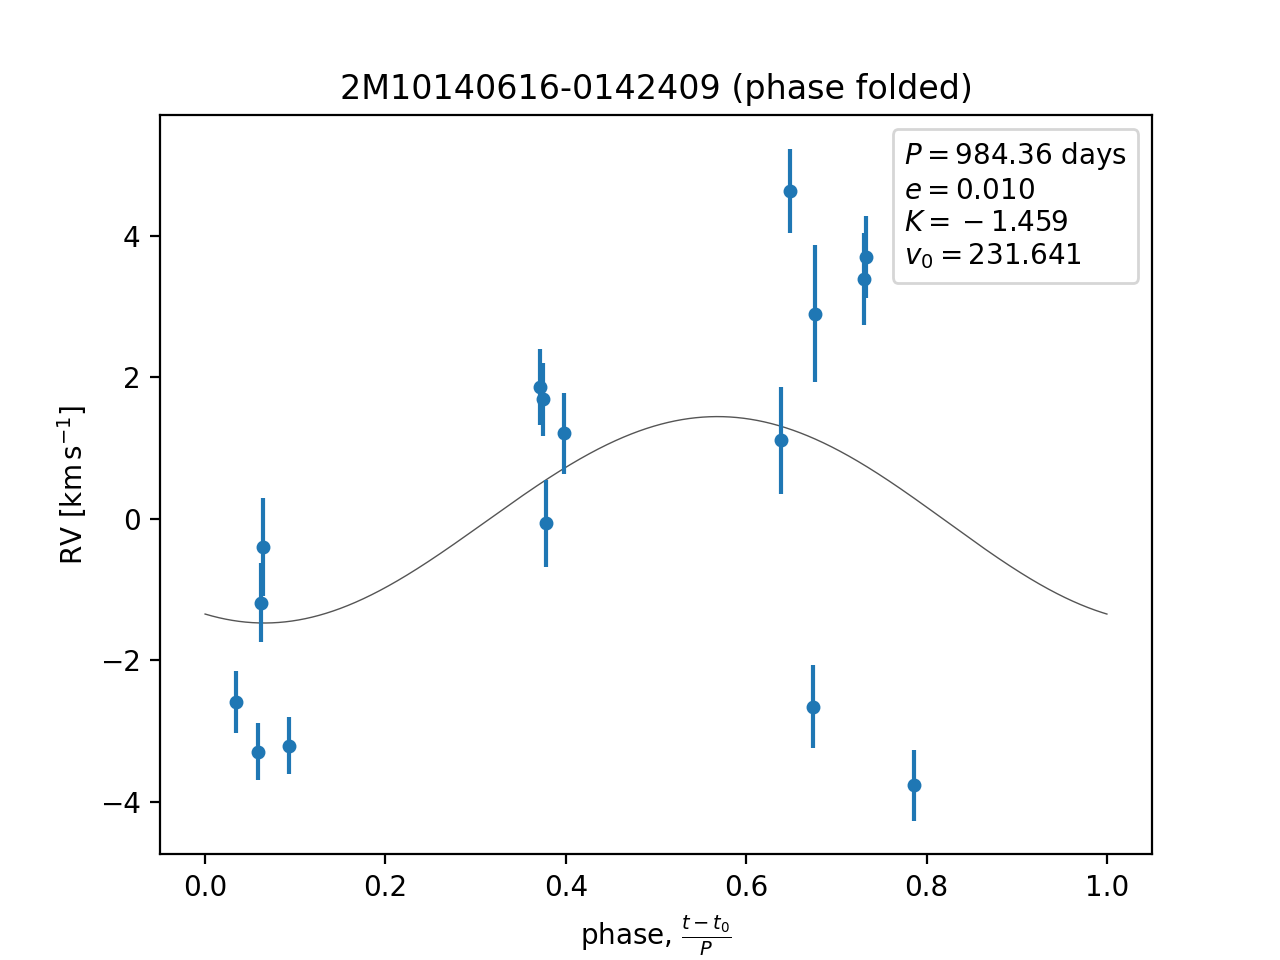 2M10140616-0142409 (phase folded)
P = 984.36 days
e = 0.010
K = −1.459
v₀ = 231.641
4
2
0
−2
−4
RV [km s⁻¹]
0.0 0.2 0.4 0.6 0.8 1.0
phase, (t − t₀)/P